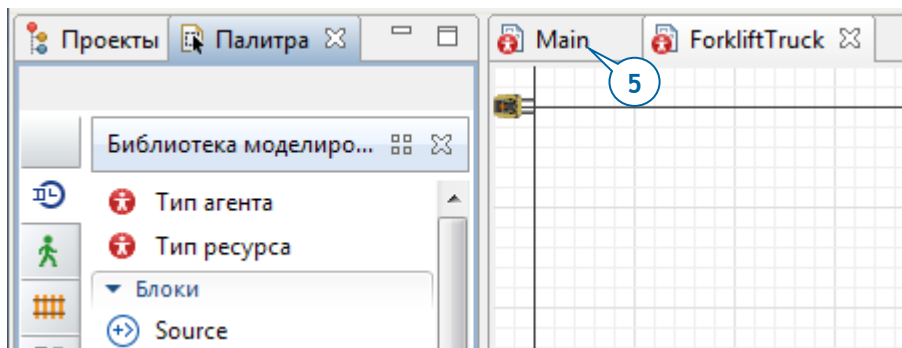 Проекты Палитра Main ForkliftTruck
5
Библиотека моделиро...
Тип агента
Тип ресурса
Блоки
Source